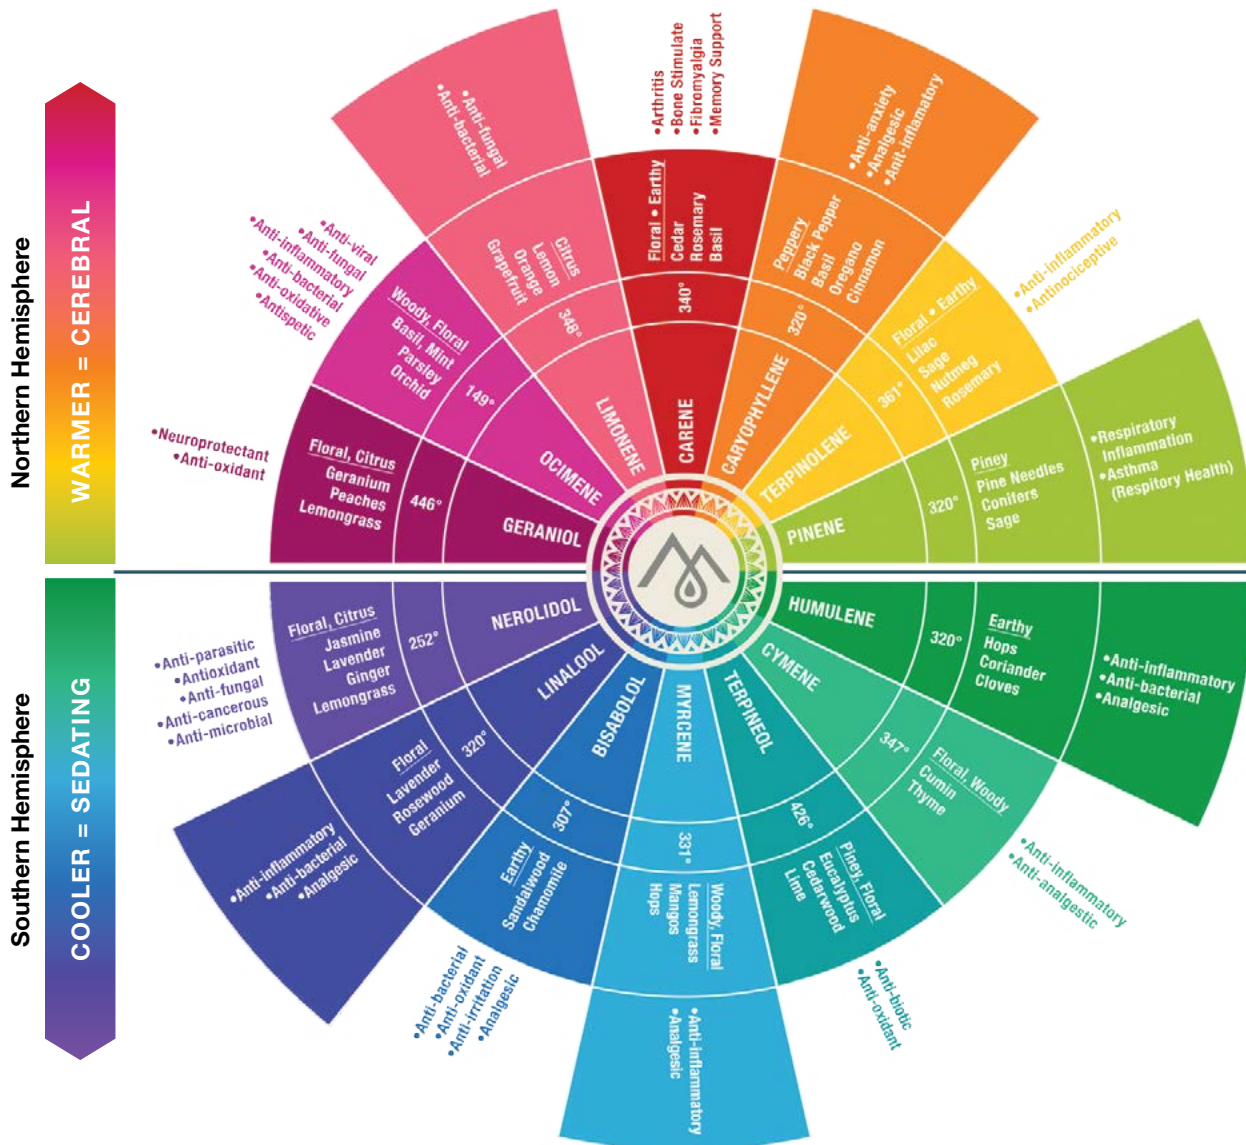 Northern Hemisphere
WARMER = CEREBRAL
Southern Hemisphere
COOLER = SEDATING
GERANIOL
446°
Floral, Citrus
Geranium
Peaches
Lemongrass
•Neuroprotectant
•Anti-oxidant
OCIMENE
149°
Woody, Floral
Basil, Mint
Parsley
Orchid
•Anti-viral
•Anti-fungal
•Anti-inflammatory
•Anti-bacterial
•Anti-oxidative
•Antispetic
LIMONENE
348°
Citrus
Lemon
Orange
Grapefruit
•Anti-fungal
•Anti-bacterial
CARENE
340°
Floral • Earthy
Cedar
Rosemary
Basil
•Arthritis
•Bone Stimulate
•Fibromyalgia
•Memory Support
CARYOPHYLLENE
320°
Peppery
Black Pepper
Basil
Oregano
Cinnamon
•Anti-anxiety
•Analgesic
•Anit-inflamatory
TERPINOLENE
361°
Floral • Earthy
Lilac
Sage
Nutmeg
Rosemary
•Anti-inflammatory
•Antinociceptive
PINENE
320°
Piney
Pine Needles
Conifers
Sage
•Respiratory
Inflammation
•Asthma
(Respitory Health)
HUMULENE
320°
Earthy
Hops
Coriander
Cloves
•Anti-inflammatory
•Anti-bacterial
•Analgesic
CYMENE
347°
Floral, Woody
Cumin
Thyme
•Anti-inflammatory
•Anti-analgestic
TERPINEOL
426°
Piney, Floral
Eucalyptus
Cedarwood
Lime
•Anti-biotic
•Anti-oxidant
MYRCENE
331°
Woody, Floral
Lemongrass
Mangos
Hops
•Anti-inflammatory
•Analgesic
BISABOLOL
307°
Earthy
Sandalwood
Chamomile
•Anti-bacterial
•Anti-oxidant
•Anti-irritation
•Analgesic
LINALOOL
320°
Floral
Lavender
Rosewood
Geranium
•Anti-inflammatory
•Anti-bacterial
•Analgesic
NEROLIDOL
252°
Floral, Citrus
Jasmine
Lavender
Ginger
Lemongrass
•Anti-parasitic
•Antioxidant
•Anti-fungal
•Anti-cancerous
•Anti-microbial